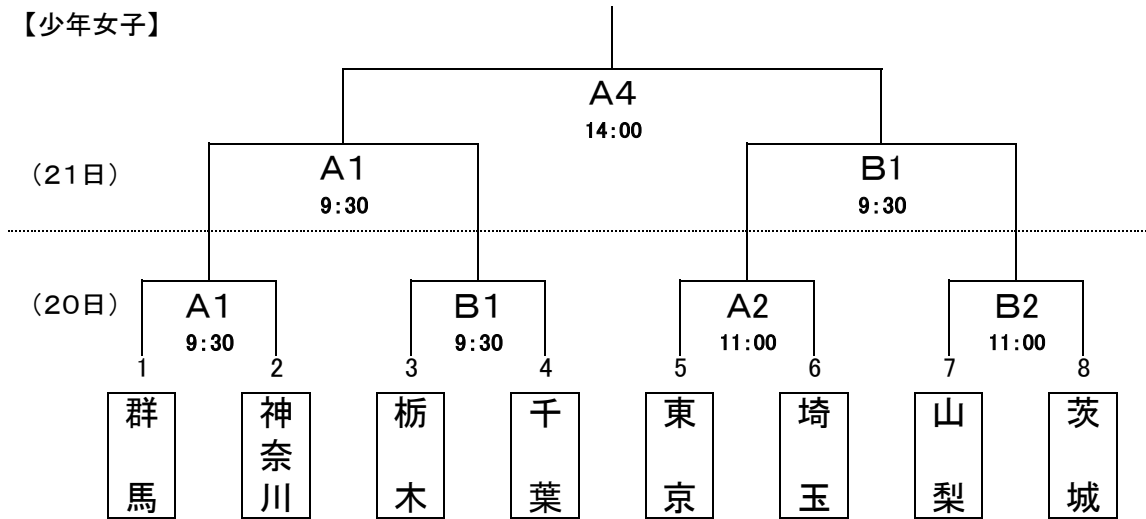 【少年女子】
A4
14:00
(21日)
A1
B1
9:30
9:30
(20日)
A1
B1
A2
B2
9:30
9:30
11:00
11:00
1 2 3 4 5 6 7 8
群馬
神奈川
栃木
千葉
東京
埼玉
山梨
茨城